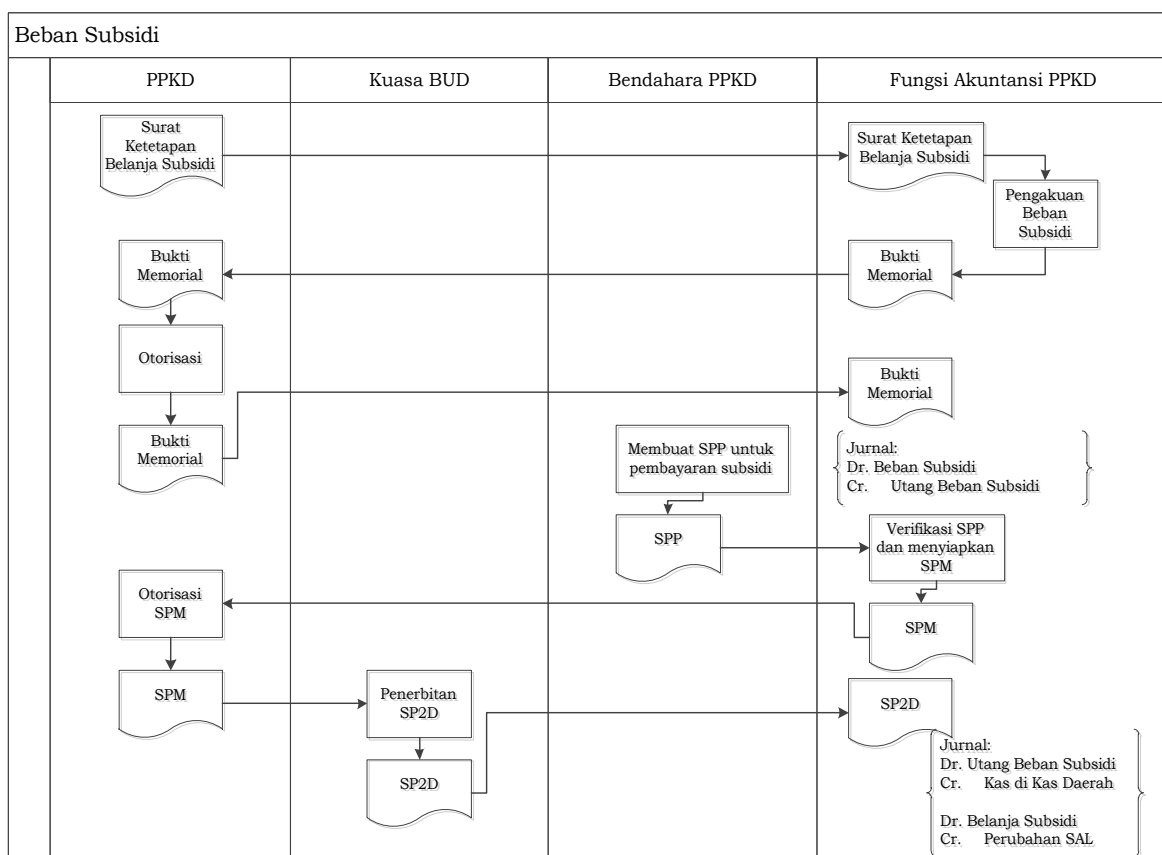 Beban Subsidi
PPKD
Kuasa BUD
Bendahara PPKD
Fungsi Akuntansi PPKD
Surat
Ketetapan
Belanja Subsidi
Surat Ketetapan
Belanja Subsidi
Pengakuan
Beban
Subsidi
Bukti
Memorial
Bukti
Memorial
Otorisasi
Bukti
Memorial
Bukti
Memorial
Membuat SPP untuk
pembayaran subsidi
Jurnal:
Dr. Beban Subsidi
Cr. Utang Beban Subsidi
SPP
Verifikasi SPP
dan menyiapkan
SPM
Otorisasi
SPM
SPM
SPM
Penerbitan
SP2D
SP2D
SP2D
Jurnal:
Dr. Utang Beban Subsidi
Cr. Kas di Kas Daerah
Dr. Belanja Subsidi
Cr. Perubahan SAL